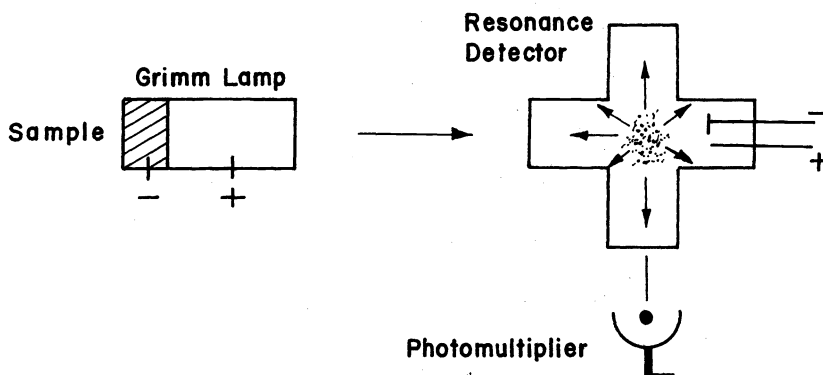 Resonance
Detector
Grimm Lamp
Sample
-
+
-
+
Photomultiplier